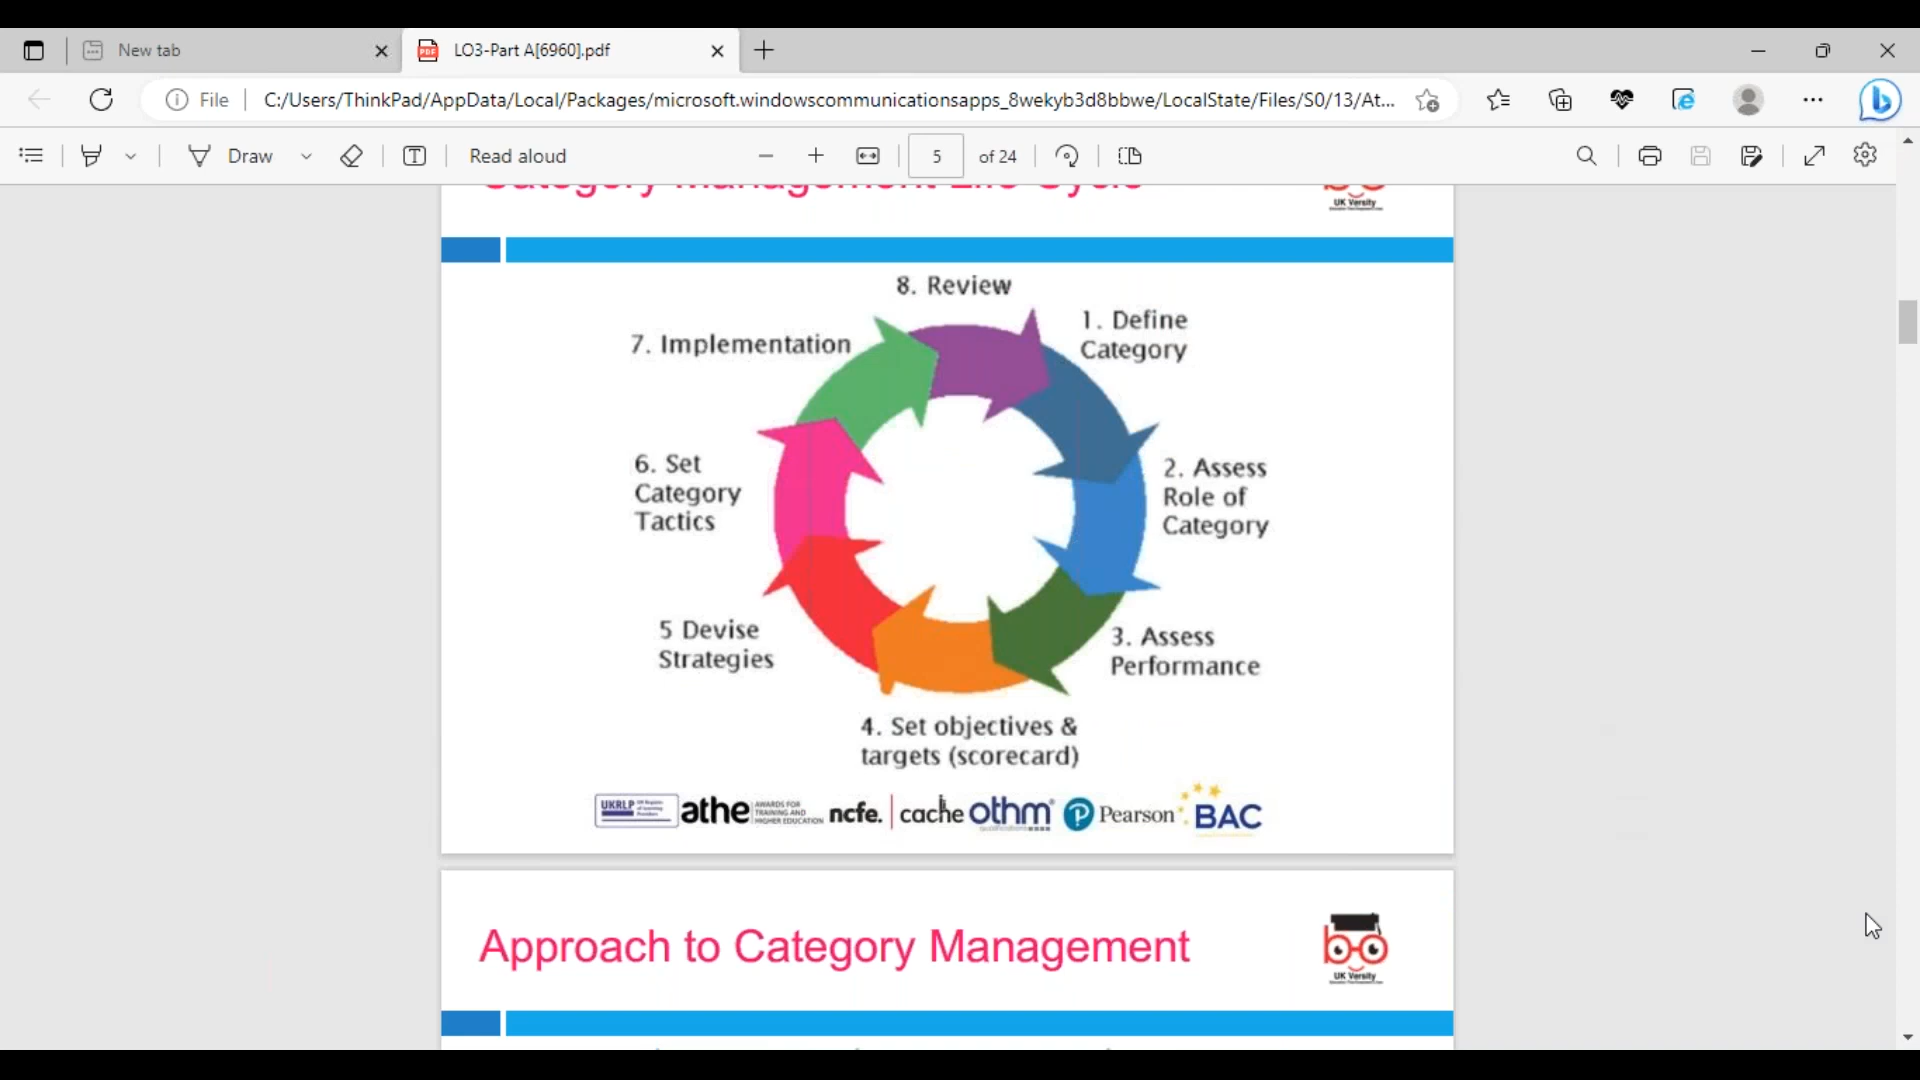 New tab
LO3-Part A[6960].pdf
File
C:/Users/ThinkPad/AppData/Local/Packages/microsoft.windowscommunicationsapps_8wekyb3d8bbwe/LocalState/Files/S0/13/At...
Draw
Read aloud
5 of 24
Category Management Life Cycle
UK Versity
8. Review
1. Define
Category
7. Implementation
2. Assess
Role of
Category
6. Set
Category
Tactics
3. Assess
Performance
5 Devise
Strategies
4. Set objectives &
targets (scorecard)
UKRLP
athe AWARDS FOR
TRAINING AND
HIGHER EDUCATION
ncfe. cache
othm
Pearson
BAC
Approach to Category Management
UK Versity